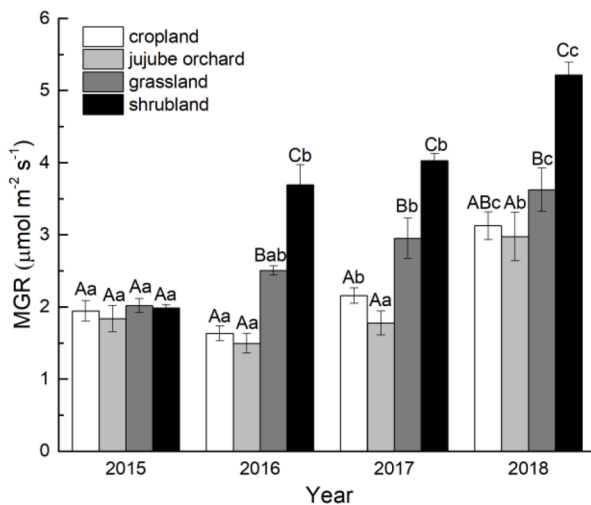 6
5
4
3
2
1
0
MGR (μmol m⁻² s⁻¹)
cropland
jujube orchard
grassland
shrubland
Aa Aa Aa Aa
Aa Aa Bab Cb
Ab Aa Bb Cb
ABc Ab Bc Cc
2015 2016 2017 2018
Year